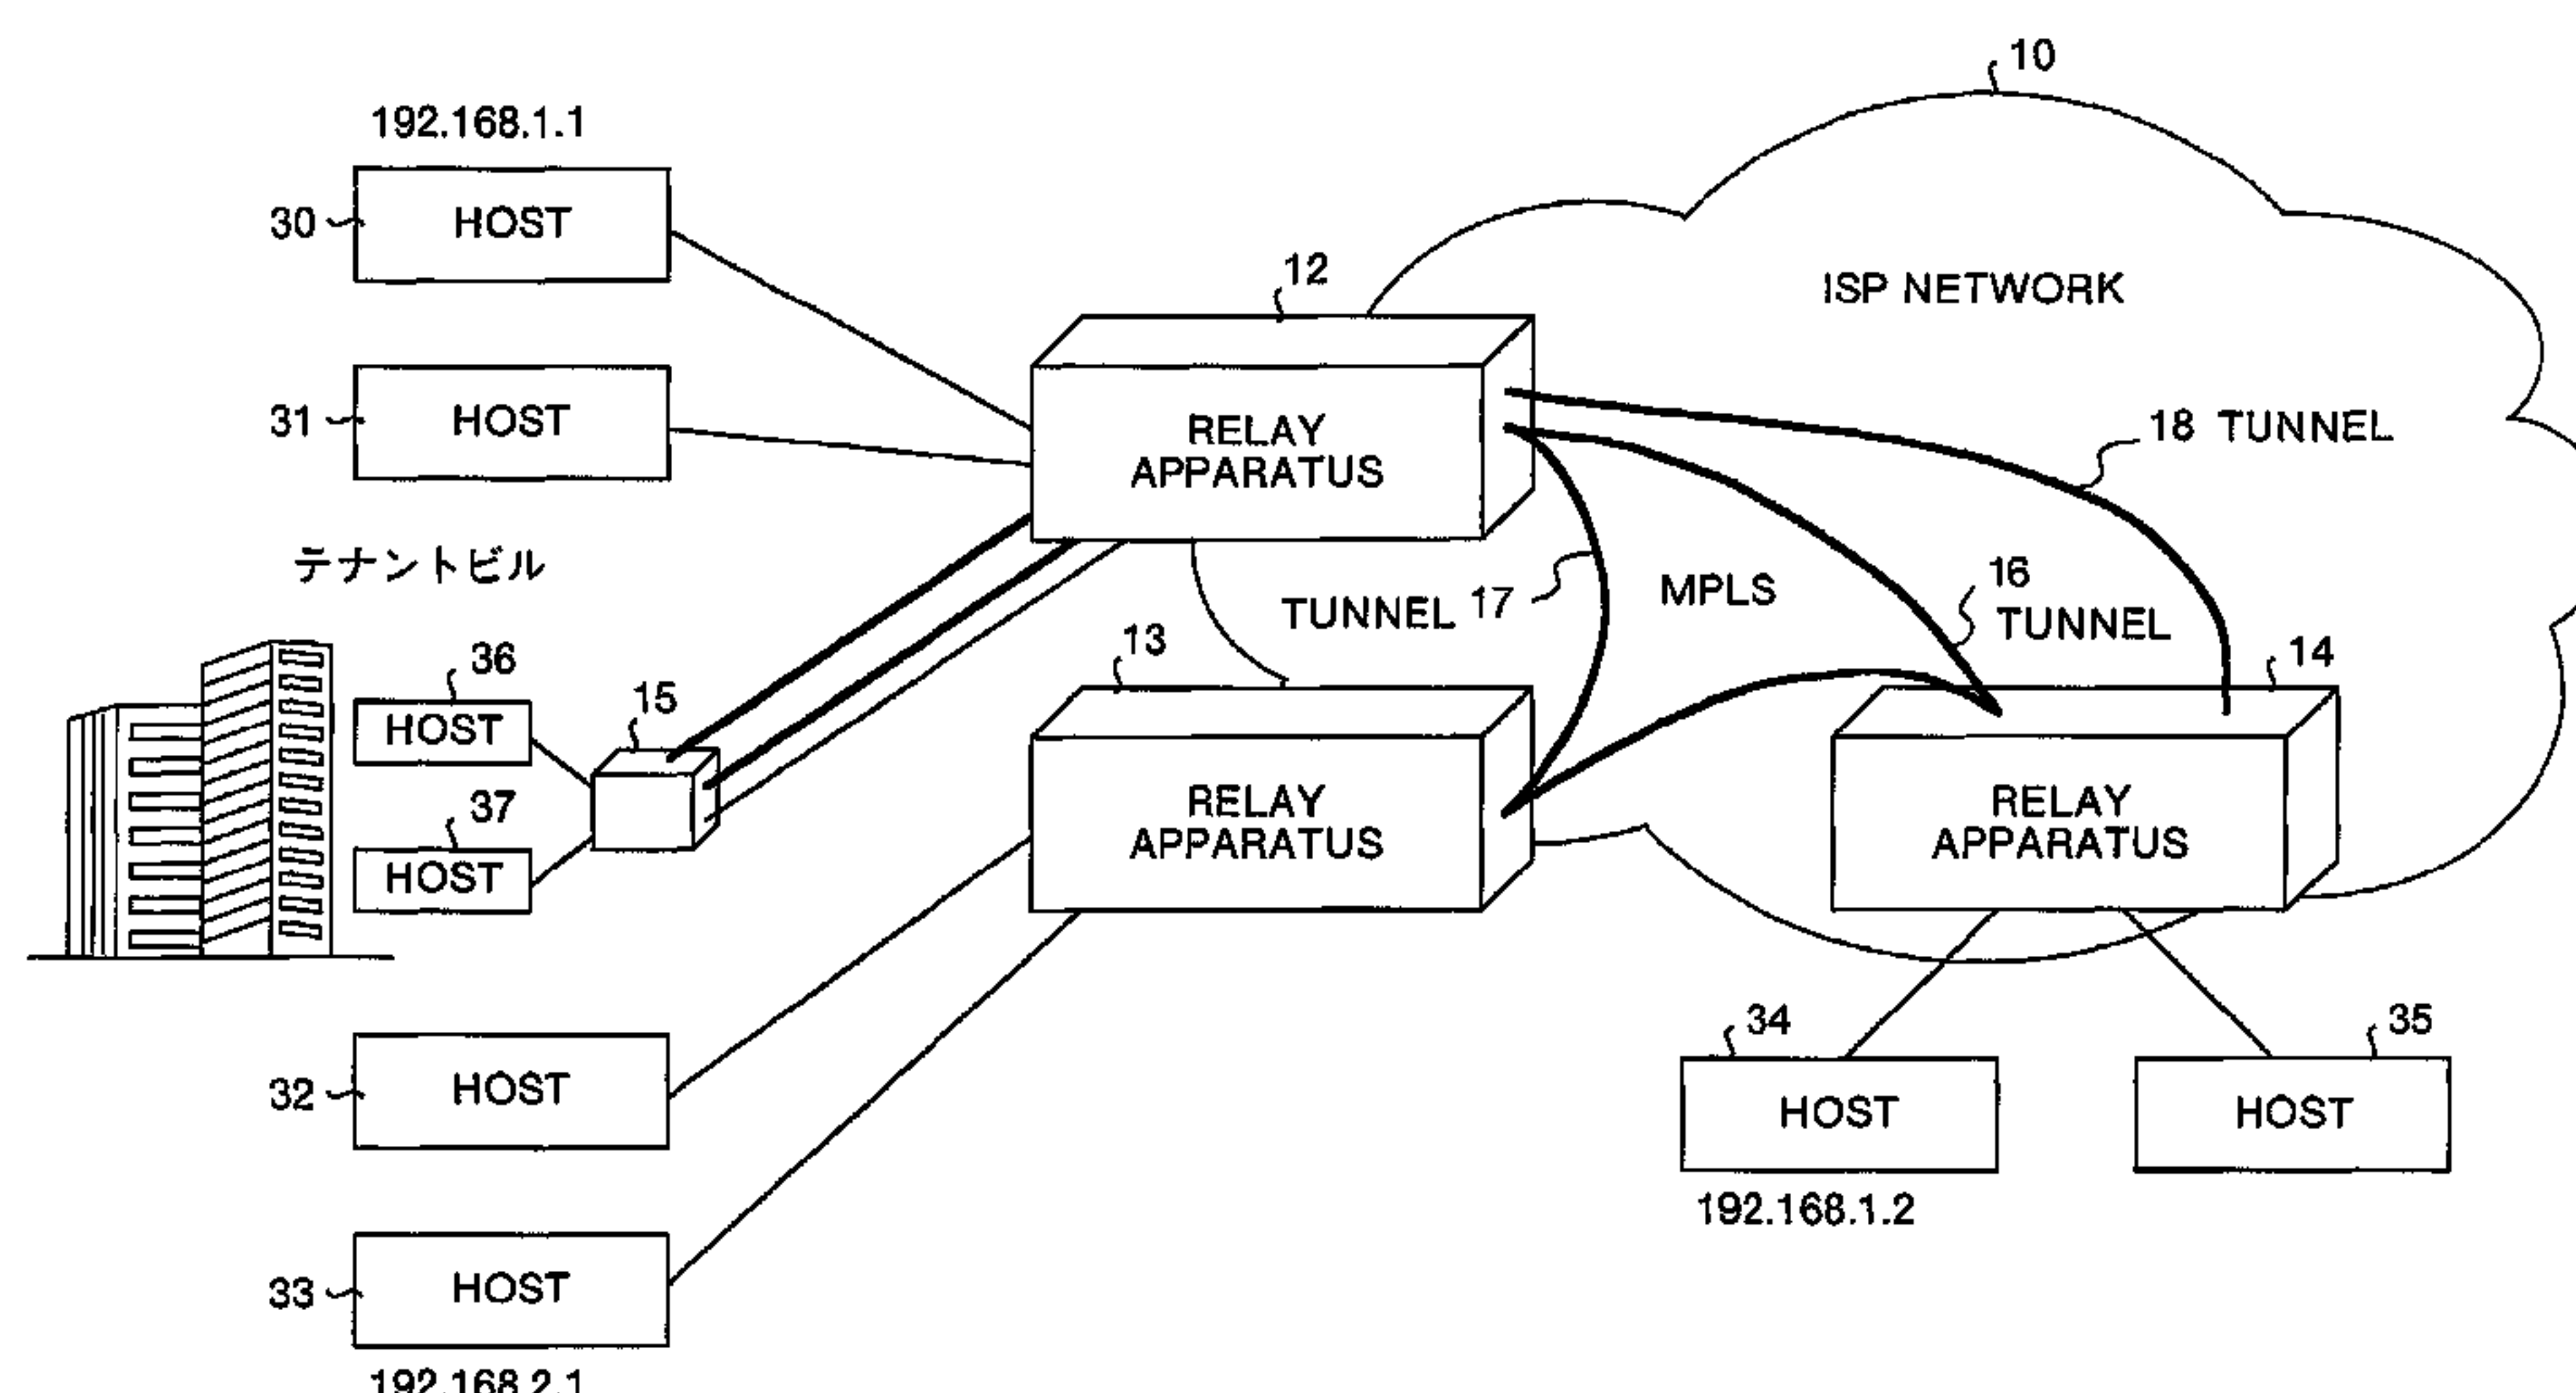 10
192.168.1.1
30
HOST
12
ISP NETWORK
31
HOST
RELAY
APPARATUS
18 TUNNEL
テナントビル
TUNNEL 17
MPLS
16
TUNNEL
36
HOST
15
13
14
37
HOST
RELAY
APPARATUS
RELAY
APPARATUS
32
HOST
34
HOST
35
HOST
192.168.1.2
33
HOST
192.168.2.1